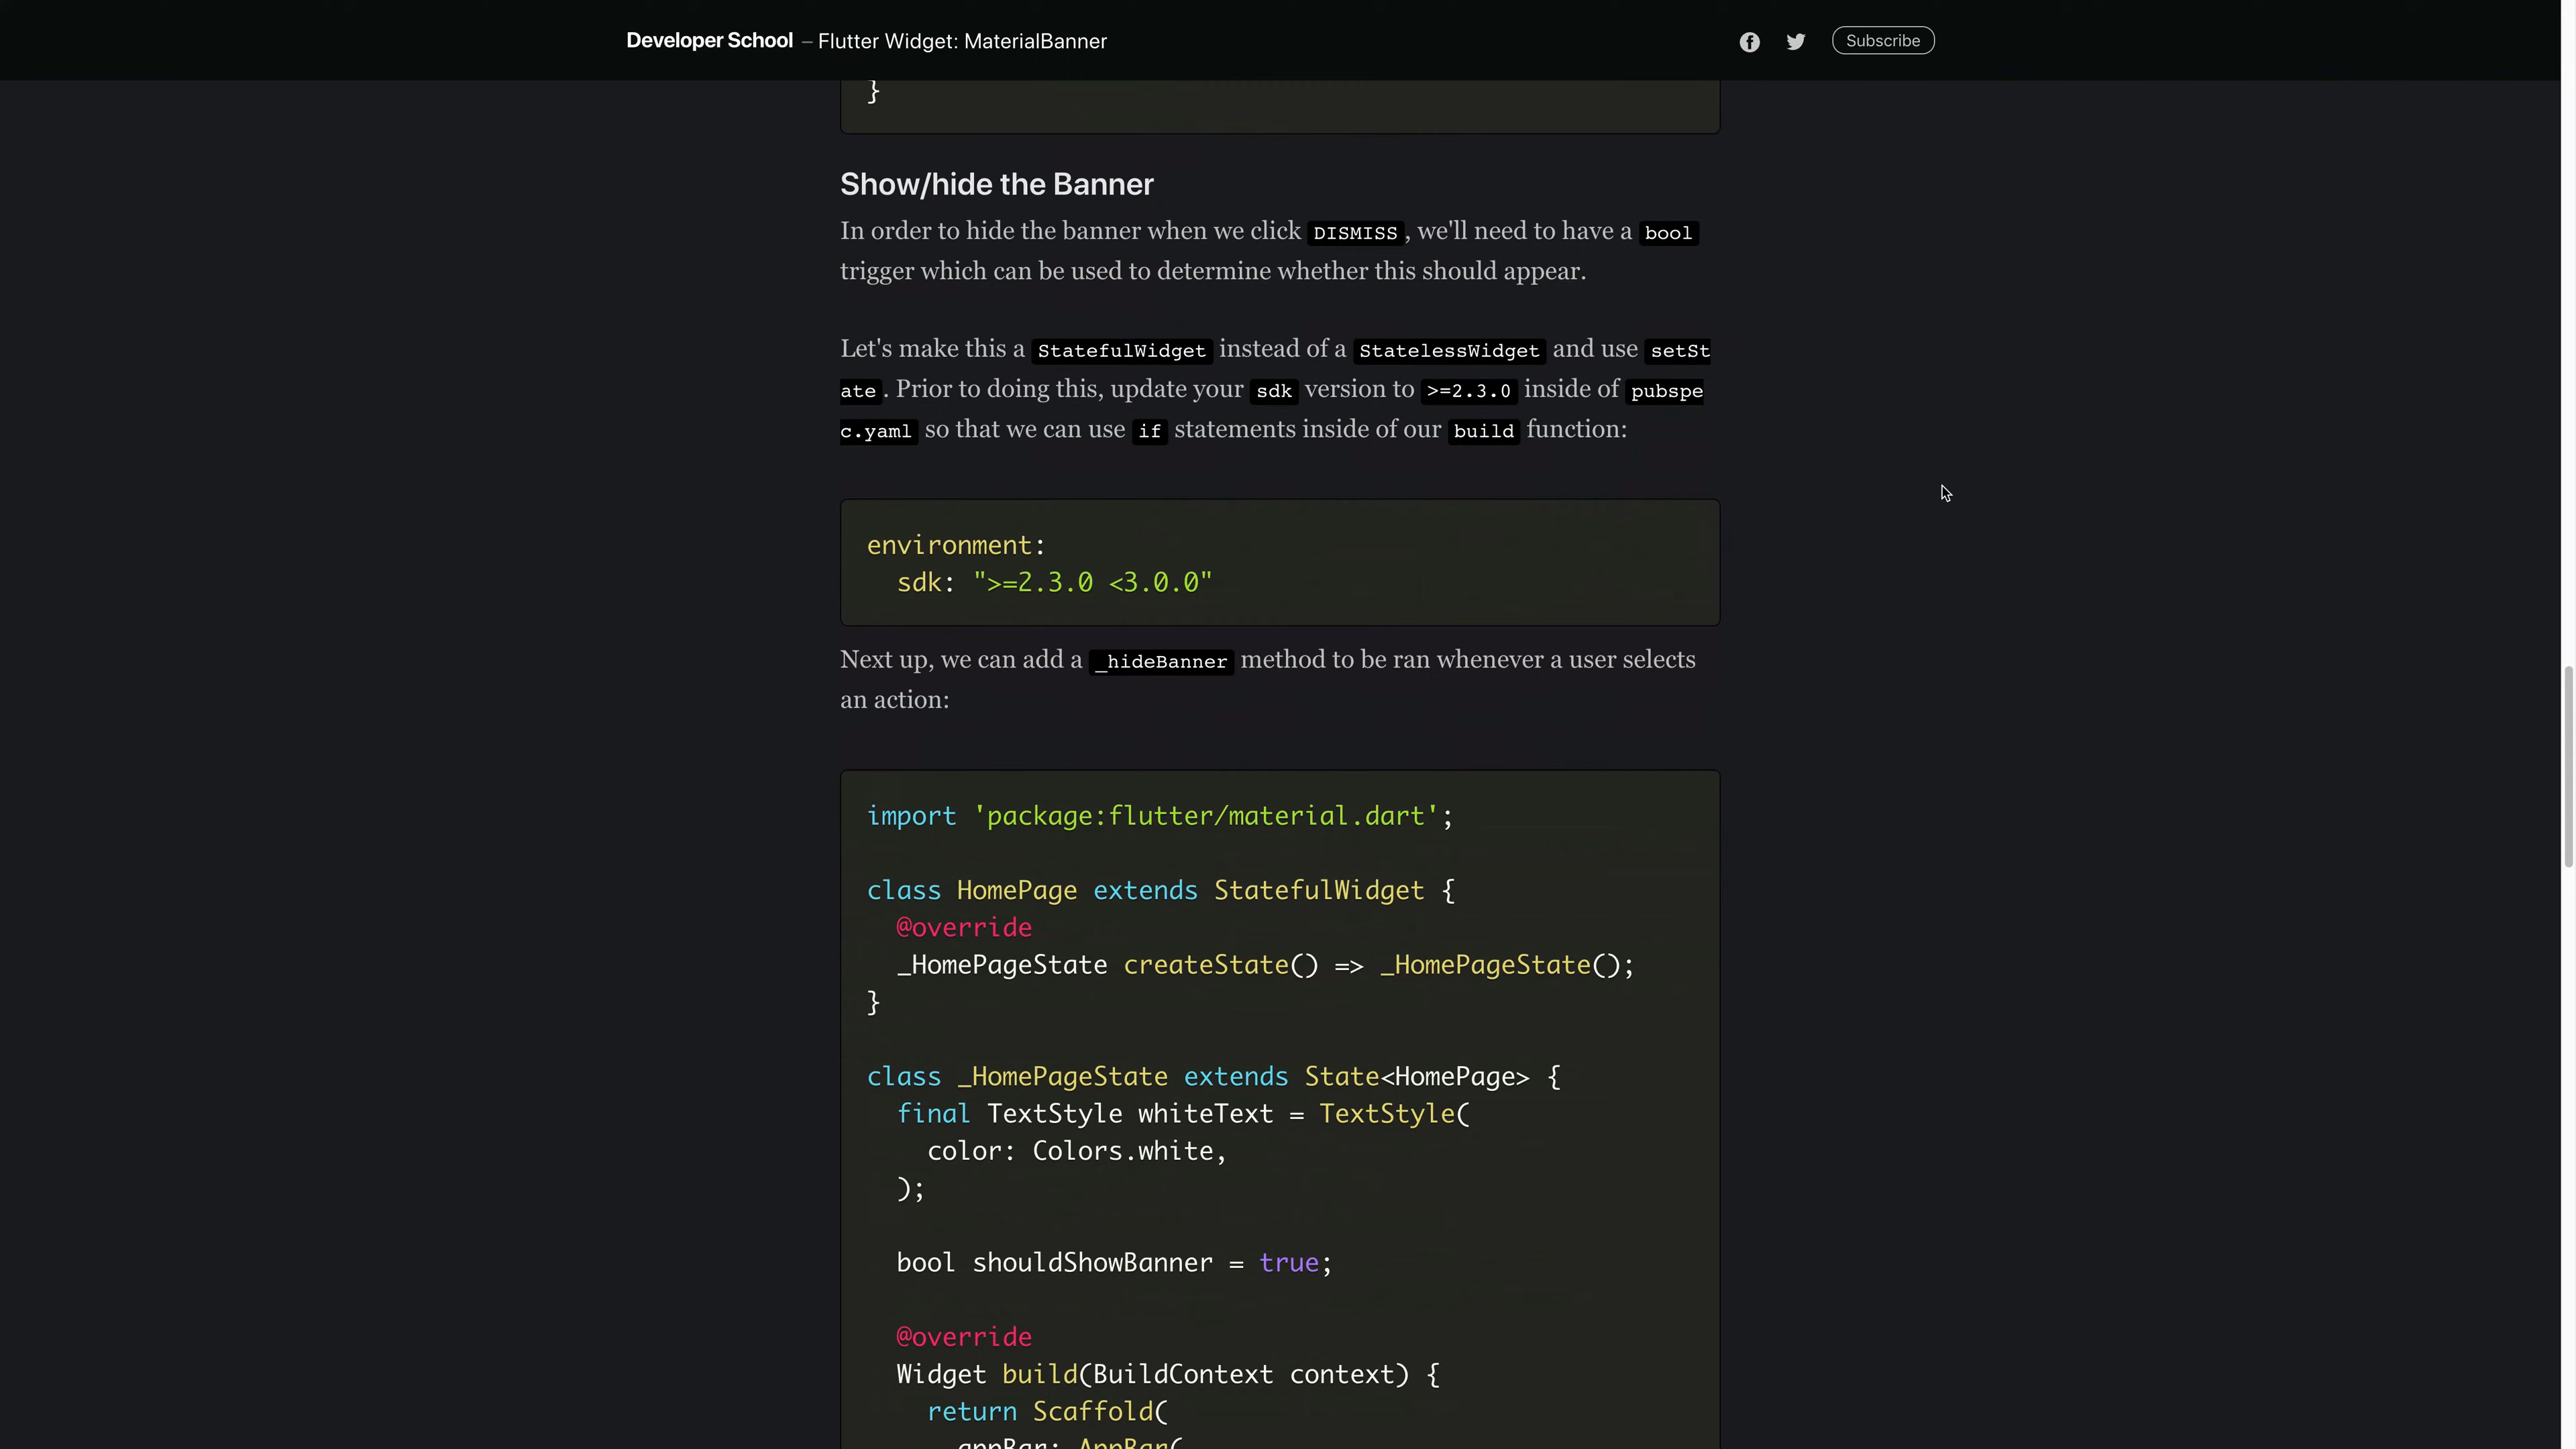 Developer School – Flutter Widget: MaterialBanner
Subscribe
}
Show/hide the Banner
In order to hide the banner when we click DISMISS, we'll need to have a bool
trigger which can be used to determine whether this should appear.
Let's make this a StatefulWidget instead of a StatelessWidget and use setSt
ate. Prior to doing this, update your sdk version to >=2.3.0 inside of pubspe
c.yaml so that we can use if statements inside of our build function:
environment:
  sdk: ">=2.3.0 <3.0.0"
Next up, we can add a _hideBanner method to be ran whenever a user selects
an action:
import 'package:flutter/material.dart';
class HomePage extends StatefulWidget {
  @override
  _HomePageState createState() => _HomePageState();
}
class _HomePageState extends State<HomePage> {
  final TextStyle whiteText = TextStyle(
    color: Colors.white,
  );
  bool shouldShowBanner = true;
  @override
  Widget build(BuildContext context) {
    return Scaffold(
      appBar: AppBar(